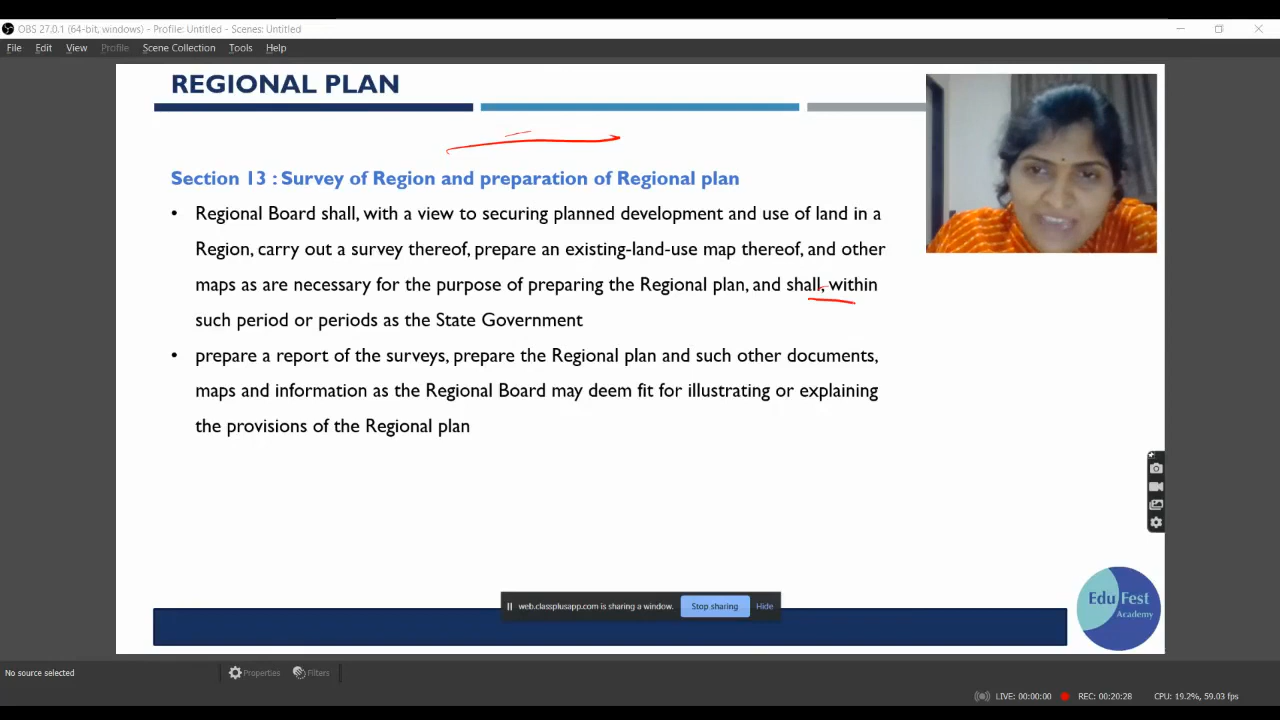 OBS 27.0.1 (64-bit, windows) - Profile: Untitled - Scenes: Untitled
File Edit View Profile Scene Collection Tools Help
REGIONAL PLAN
Section 13 : Survey of Region and preparation of Regional plan
• Regional Board shall, with a view to securing planned development and use of land in a
Region, carry out a survey thereof, prepare an existing-land-use map thereof, and other
maps as are necessary for the purpose of preparing the Regional plan, and shall, within
such period or periods as the State Government
• prepare a report of the surveys, prepare the Regional plan and such other documents,
maps and information as the Regional Board may deem fit for illustrating or explaining
the provisions of the Regional plan
Edu Fest
Academy
web.classplusapp.com is sharing a window. Stop sharing Hide
No source selected Properties Filters
LIVE: 00:00:00 REC: 00:20:28 CPU: 19.2%, 59.03 fps